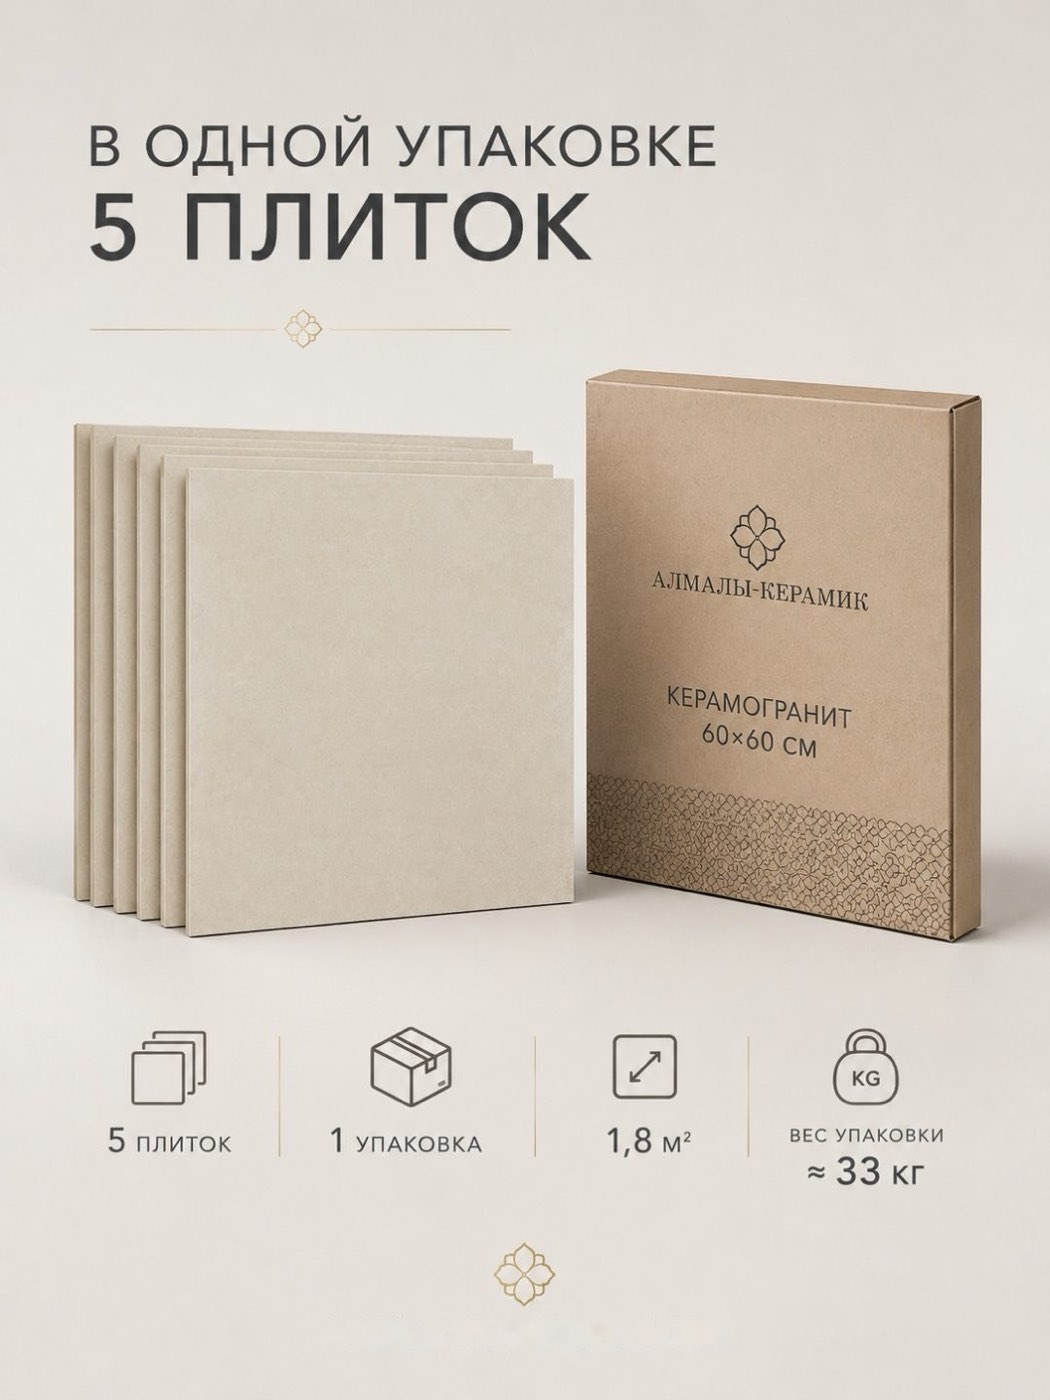 В ОДНОЙ УПАКОВКЕ
5 ПЛИТОК
АЛМАЛЫ-КЕРАМИК
КЕРАМОГРАНИТ
60×60 СМ
5 ПЛИТОК
1 УПАКОВКА
1,8 М²
KG
ВЕС УПАКОВКИ
≈ 33 КГ